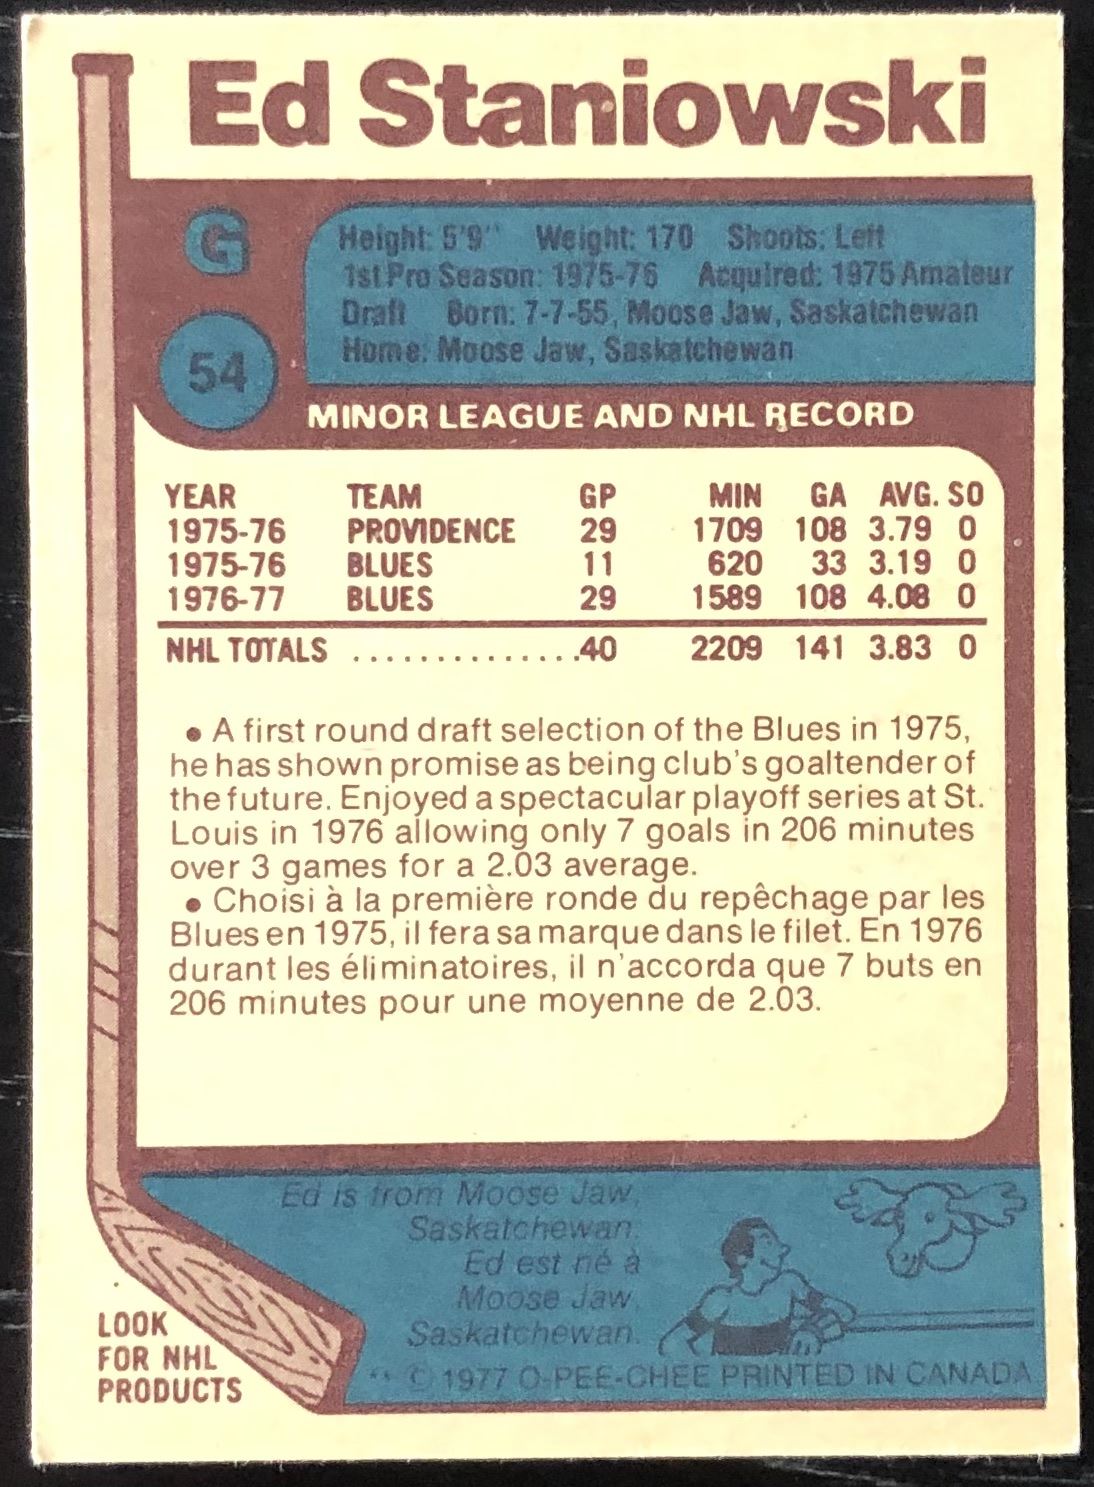 Ed Staniowski
G
54
Height: 5'9" Weight: 170 Shoots: Left
1st Pro Season: 1975-76 Acquired: 1975 Amateur
Draft Born: 7-7-55, Moose Jaw, Saskatchewan
Home: Moose Jaw, Saskatchewan
MINOR LEAGUE AND NHL RECORD
YEAR TEAM GP MIN GA AVG. SO
1975-76 PROVIDENCE 29 1709 108 3.79 0
1975-76 BLUES 11 620 33 3.19 0
1976-77 BLUES 29 1589 108 4.08 0
NHL TOTALS ..............40 2209 141 3.83 0
• A first round draft selection of the Blues in 1975,
he has shown promise as being club's goaltender of
the future. Enjoyed a spectacular playoff series at St.
Louis in 1976 allowing only 7 goals in 206 minutes
over 3 games for a 2.03 average.
• Choisi à la première ronde du repêchage par les
Blues en 1975, il fera sa marque dans le filet. En 1976
durant les éliminatoires, il n'accorda que 7 buts en
206 minutes pour une moyenne de 2.03.
Ed is from Moose Jaw,
Saskatchewan.
Ed est né à
Moose Jaw,
Saskatchewan.
LOOK
FOR NHL
PRODUCTS
** © 1977 O-PEE-CHEE PRINTED IN CANADA